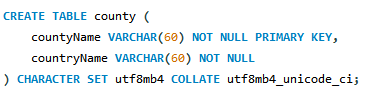 CREATE TABLE county (
    countyName VARCHAR(60) NOT NULL PRIMARY KEY,
    countryName VARCHAR(60) NOT NULL
) CHARACTER SET utf8mb4 COLLATE utf8mb4_unicode_ci;